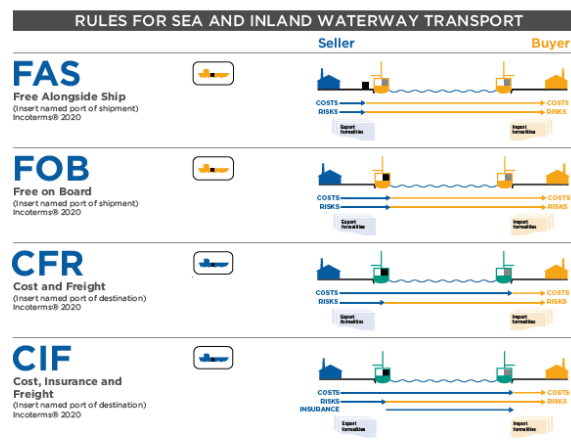 RULES FOR SEA AND INLAND WATERWAY TRANSPORT
Seller Buyer
FAS
Free Alongside Ship
(Insert named port of shipment)
Incoterms® 2020
COSTS COSTS
RISKS RISKS
Export
formalities
Import
formalities
FOB
Free on Board
(Insert named port of shipment)
Incoterms® 2020
COSTS COSTS
RISKS RISKS
Export
formalities
Import
formalities
CFR
Cost and Freight
(Insert named port of destination)
Incoterms® 2020
COSTS COSTS
RISKS RISKS
Export
formalities
Import
formalities
CIF
Cost, Insurance and
Freight
(Insert named port of destination)
Incoterms® 2020
COSTS COSTS
RISKS RISKS
INSURANCE
Export
formalities
Import
formalities